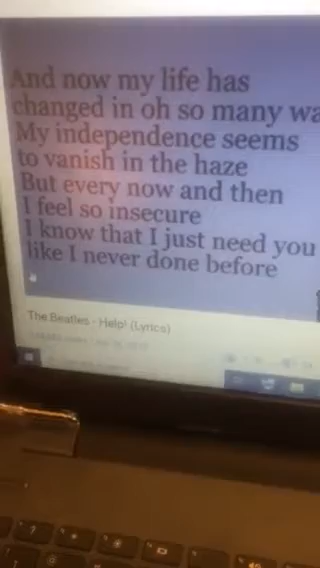 And now my life has
changed in oh so many wa
My independence seems
to vanish in the haze
But every now and then
I feel so insecure
I know that I just need you
like I never done before
The Beatles - Help! (Lyrics)